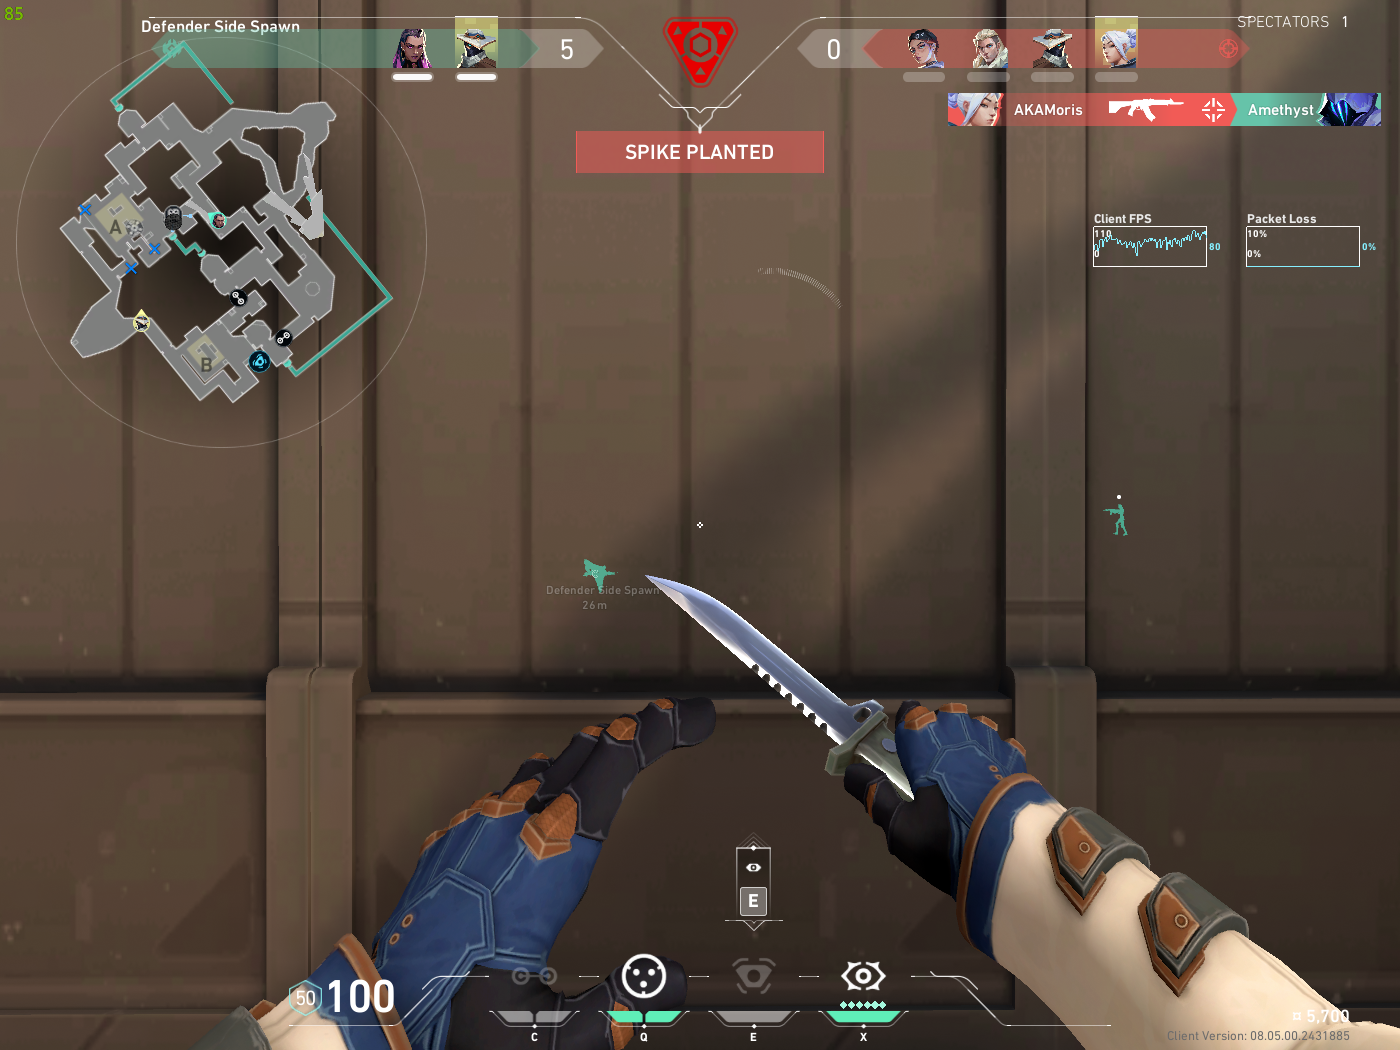 85
Defender Side Spawn
5
0
SPECTATORS 1
AKAMoris
Amethyst
SPIKE PLANTED
Client FPS
110
0
80
Packet Loss
10%
0%
0%
A
B
Defender Side Spawn
26m
E
50
100
C
Q
E
X
5,700
Client Version: 08.05.00.2431885